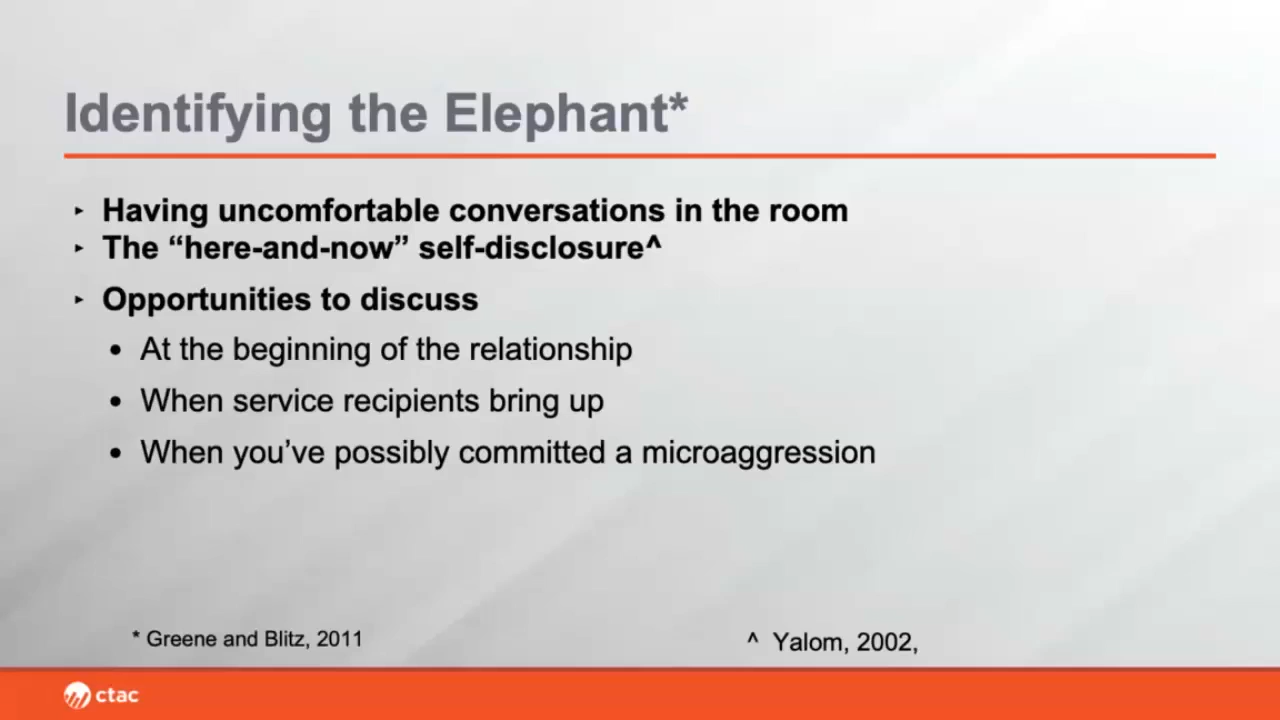 Identifying the Elephant*
‣ Having uncomfortable conversations in the room
‣ The “here-and-now” self-disclosure^
‣ Opportunities to discuss
• At the beginning of the relationship
• When service recipients bring up
• When you’ve possibly committed a microaggression
* Greene and Blitz, 2011
^ Yalom, 2002,
ctac